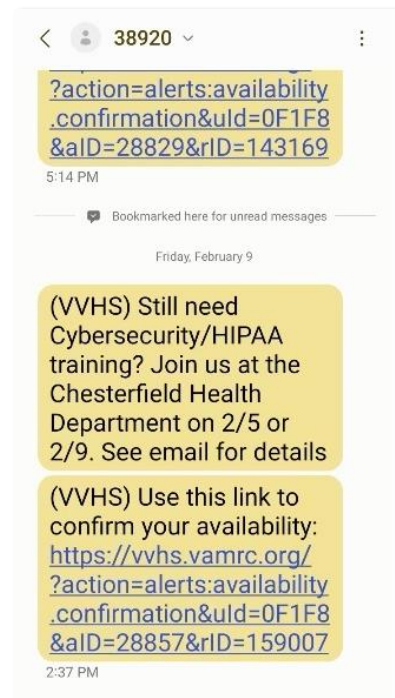 38920
?action=alerts:availability
.confirmation&uId=0F1F8
&aID=28829&rID=143169
5:14 PM
Bookmarked here for unread messages
Friday, February 9
(VVHS) Still need
Cybersecurity/HIPAA
training? Join us at the
Chesterfield Health
Department on 2/5 or
2/9. See email for details
(VVHS) Use this link to
confirm your availability:
https://vvhs.vamrc.org/
?action=alerts:availability
.confirmation&uId=0F1F8
&aID=28857&rID=159007
2:37 PM